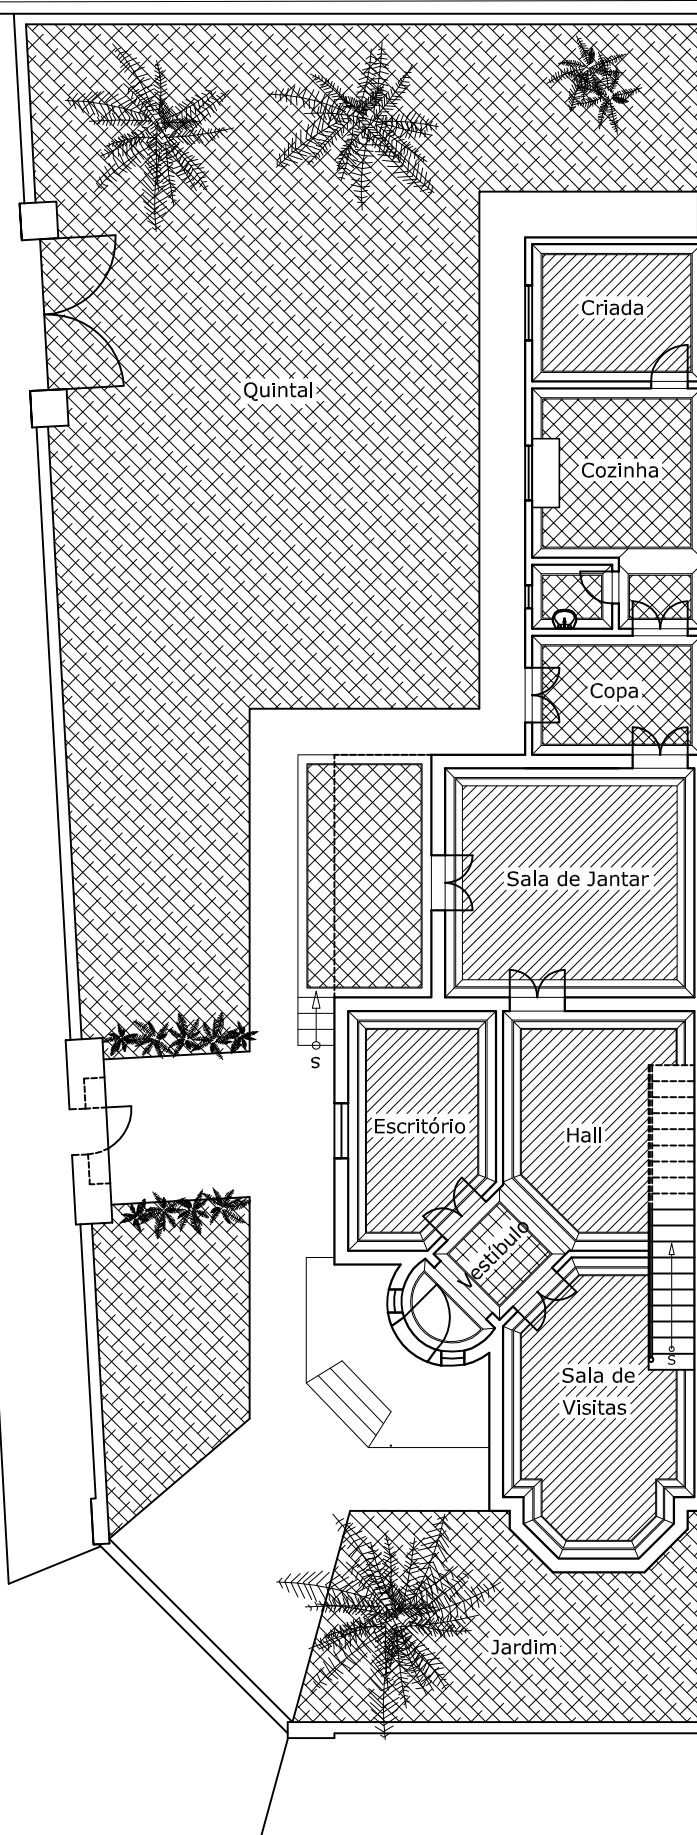 Criada
Quintal
Cozinha
Copa
Sala de Jantar
S
Escritório
Hall
Vestíbulo
S
Sala de
Visitas
Jardim